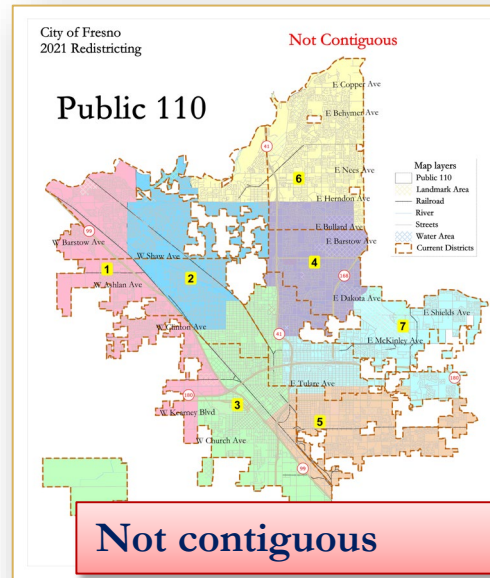 City of Fresno
2021 Redistricting
Not Contiguous
Public 110
E Copper Ave
E Behymer Ave
41
E Nees Ave
6
E Herndon Ave
Map layers
Public 110
Landmark Area
Railroad
River
Streets
Water Area
Current Districts
99
W Barstow Ave
E Bullard Ave
E Barstow Ave
W Shaw Ave
1
4
2
168
W Ashlan Ave
E Dakota Ave
E Shields Ave
7
W Clinton Ave
41
E McKinley Ave
180
E Tulare Ave
180
3
W Kearney Blvd
5
W Church Ave
99
Not contiguous